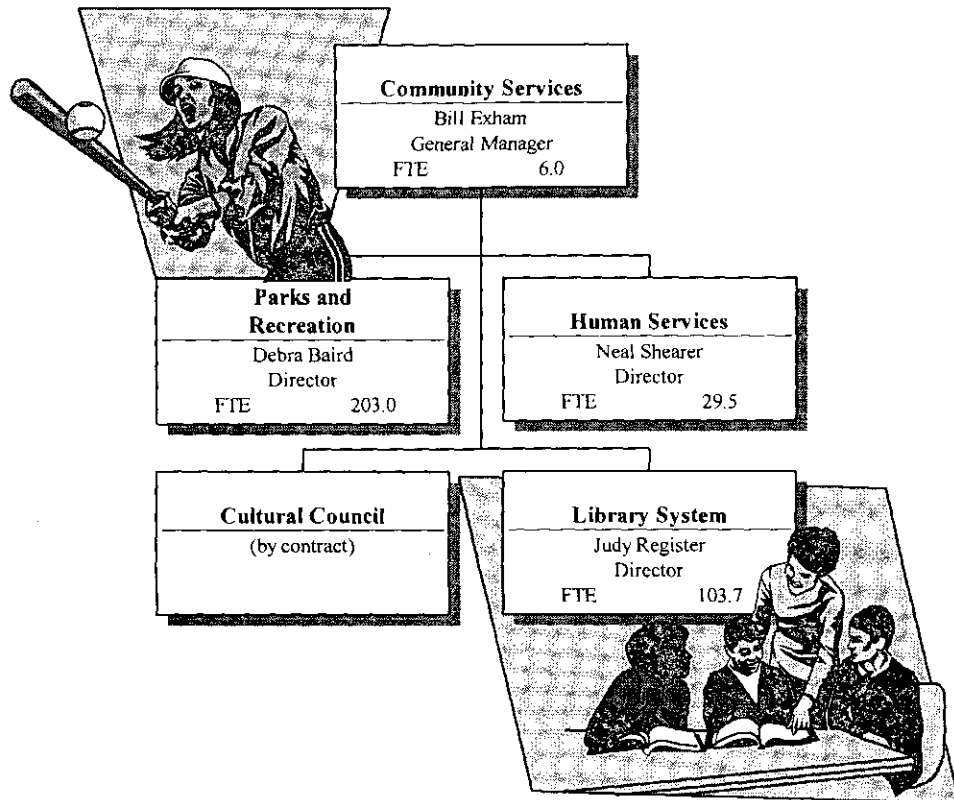 Community Services
Bill Exham
General Manager
FTE 6.0
Parks and
Recreation
Debra Baird
Director
FTE 203.0
Human Services
Neal Shearer
Director
FTE 29.5
Cultural Council
(by contract)
Library System
Judy Register
Director
FTE 103.7